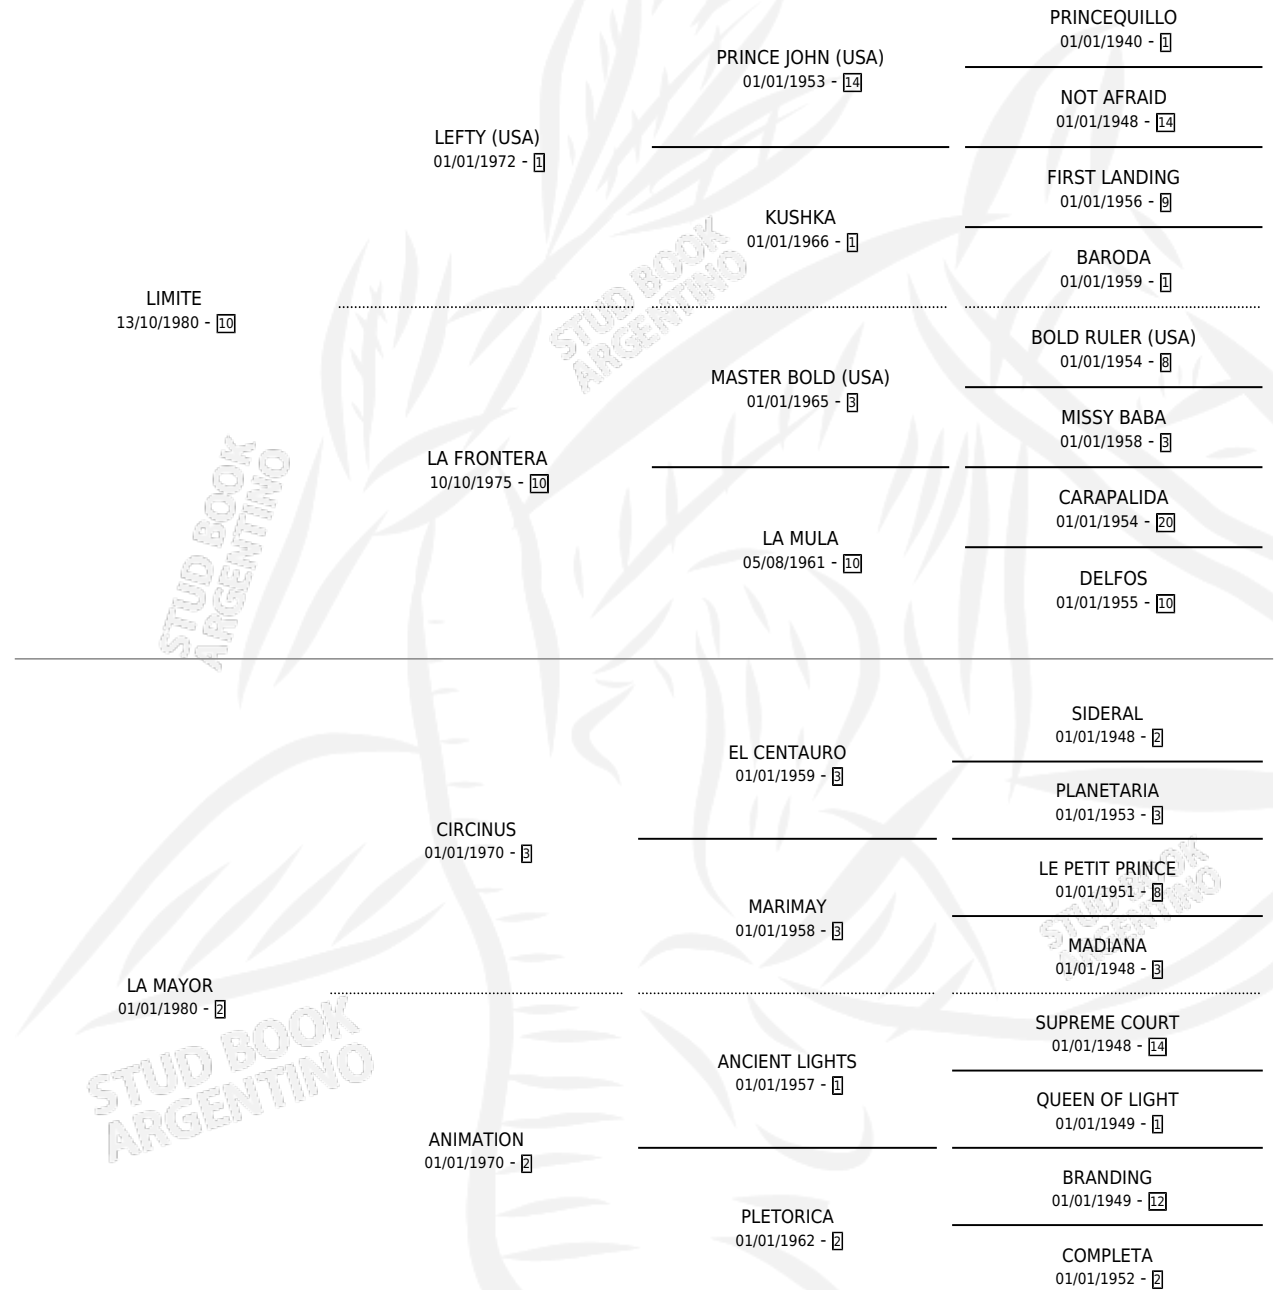 PRINCEQUILLO
01/01/1940 - 1
PRINCE JOHN (USA)
01/01/1953 - 14
NOT AFRAID
01/01/1948 - 14
LEFTY (USA)
01/01/1972 - 1
FIRST LANDING
01/01/1956 - 9
KUSHKA
01/01/1966 - 1
BARODA
01/01/1959 - 1
LIMITE
13/10/1980 - 10
BOLD RULER (USA)
01/01/1954 - 8
MASTER BOLD (USA)
01/01/1965 - 3
MISSY BABA
01/01/1958 - 3
LA FRONTERA
10/10/1975 - 10
CARAPALIDA
01/01/1954 - 20
LA MULA
05/08/1961 - 10
DELFOS
01/01/1955 - 10
SIDERAL
01/01/1948 - 2
EL CENTAURO
01/01/1959 - 3
PLANETARIA
01/01/1953 - 3
CIRCINUS
01/01/1970 - 3
LE PETIT PRINCE
01/01/1951 - 8
MARIMAY
01/01/1958 - 3
MADIANA
01/01/1948 - 3
LA MAYOR
01/01/1980 - 2
SUPREME COURT
01/01/1948 - 14
ANCIENT LIGHTS
01/01/1957 - 1
QUEEN OF LIGHT
01/01/1949 - 1
ANIMATION
01/01/1970 - 2
BRANDING
01/01/1949 - 12
PLETORICA
01/01/1962 - 2
COMPLETA
01/01/1952 - 2
STUD BOOK
ARGENTINO
STUD BOOK
ARGENTINO
STUD BOOK
ARGENTINO
STUD BOOK
ARGENTINO